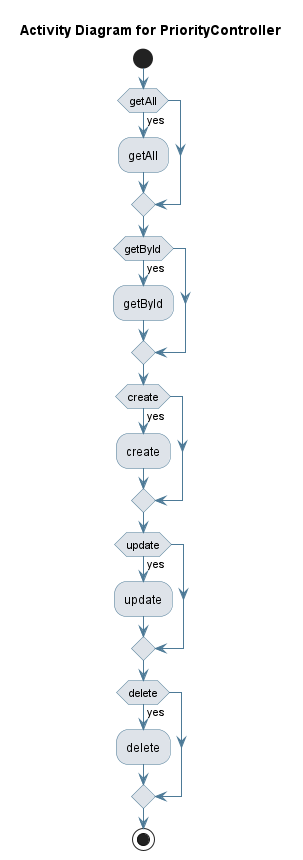 Activity Diagram for PriorityController
getAll
yes
getAll
getById
yes
getById
create
yes
create
update
yes
update
delete
yes
delete